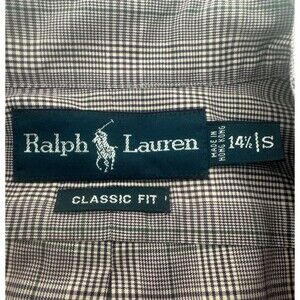 Ralph Lauren
MADE IN
HONG KONG
14½ S
CLASSIC FIT